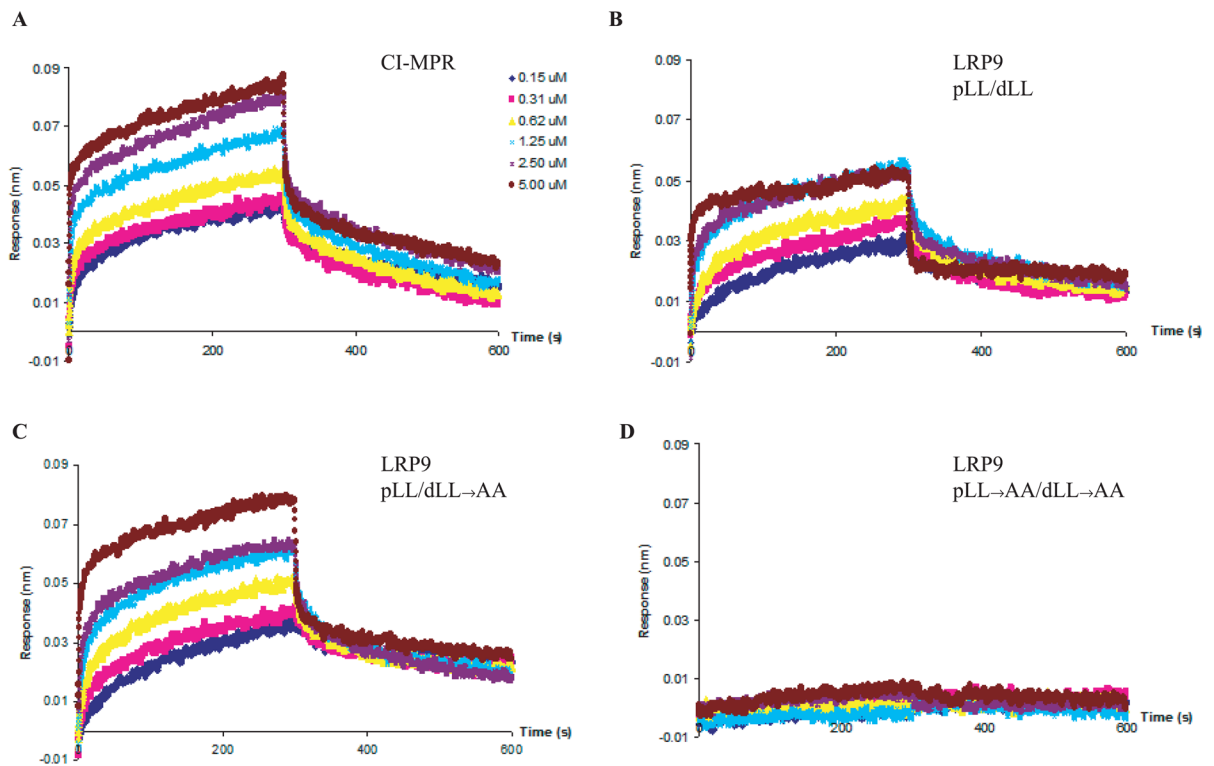 A
CI-MPR
0.09
0.07
0.05
0.03
0.01
-0.01
Response (nm)
0
200
400
600
Time (s)
0.15 uM
0.31 uM
0.62 uM
1.25 uM
2.50 uM
5.00 uM
B
LRP9
pLL/dLL
0.09
0.07
0.05
0.03
0.01
-0.01
Response (nm)
0
200
400
600
Time (s)
C
LRP9
pLL/dLL→AA
0.09
0.07
0.05
0.03
0.01
-0.01
Response (nm)
0
200
400
600
Time (s)
D
LRP9
pLL→AA/dLL→AA
0.09
0.07
0.05
0.03
0.01
-0.01
Response (nm)
200
400
600
Time (s)